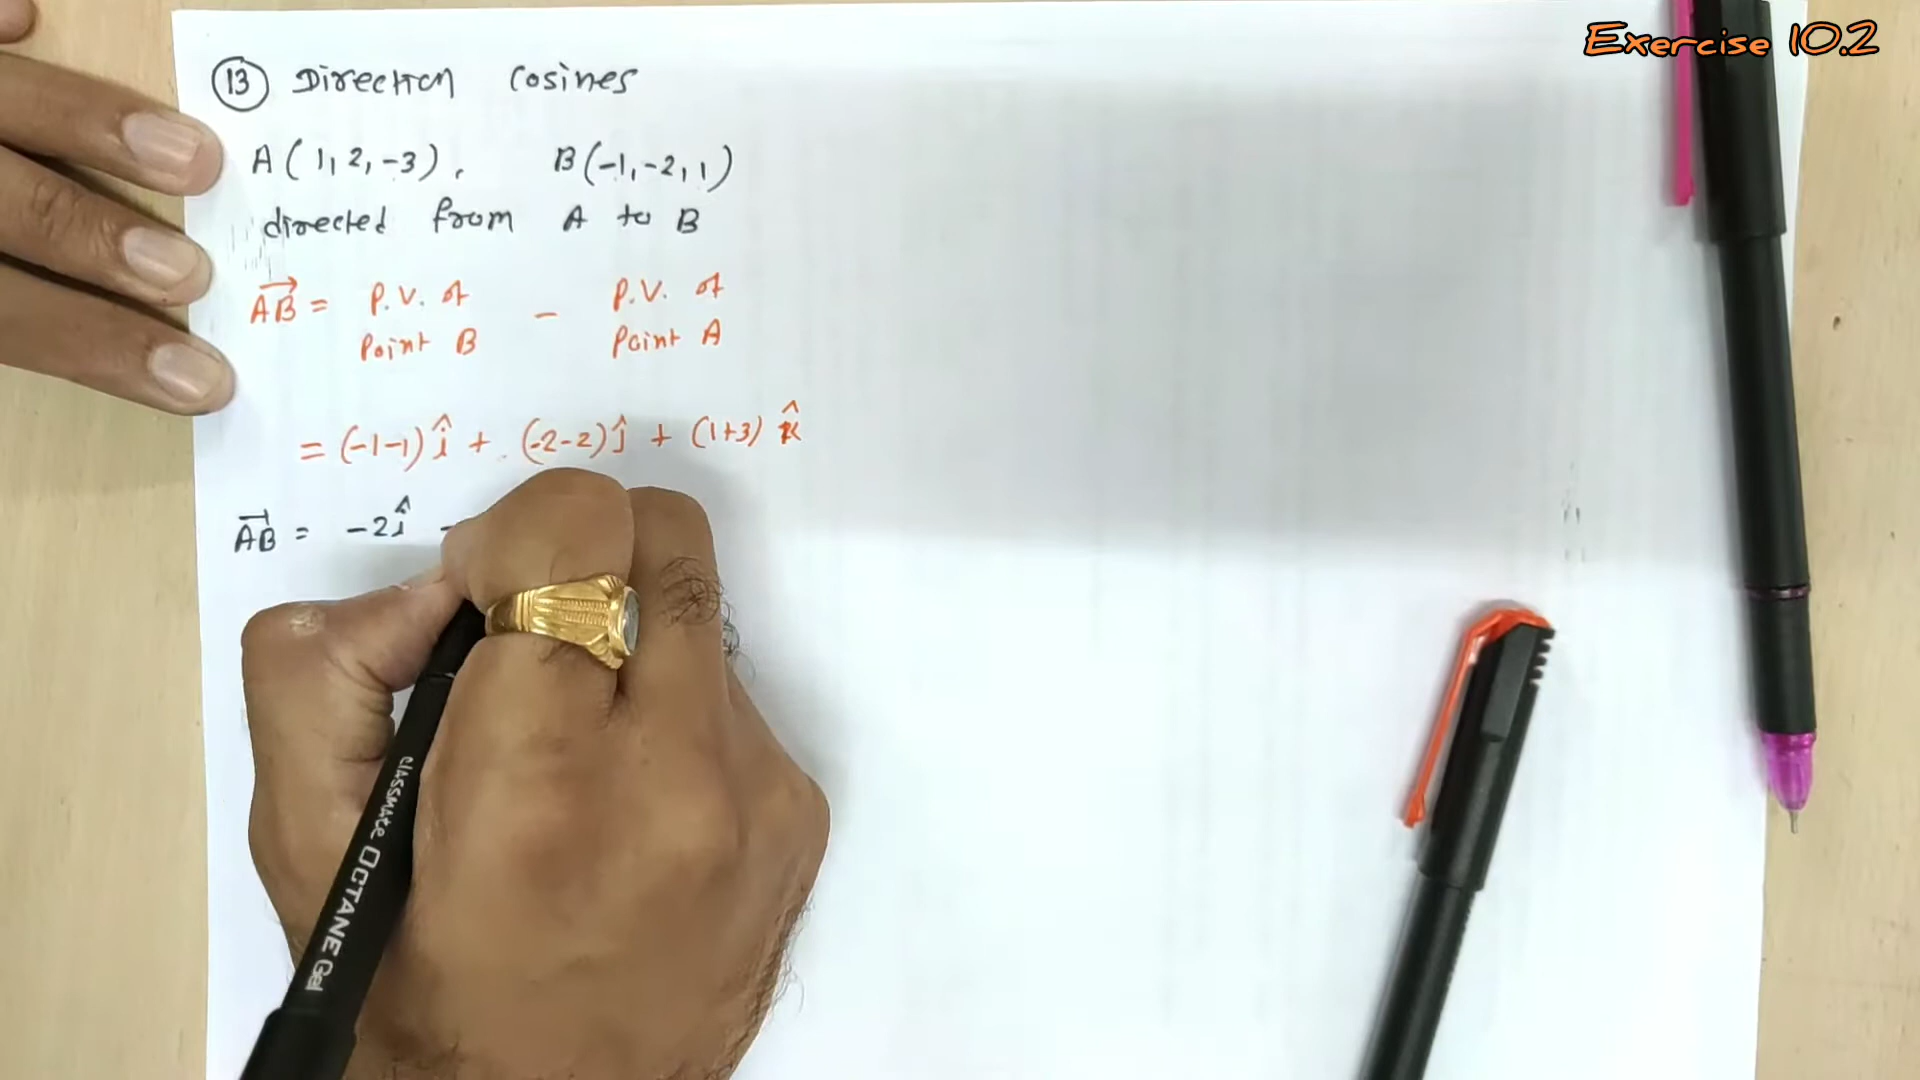 Exercise 10.2
13 Direction Cosines
A(1, 2, -3), B(-1, -2, 1)
directed from A to B
AB = P.V. of - P.V. of
Point B Point A
= (-1-1)î + (-2-2)ĵ + (1+3) k̂
AB = -2î -
classmate OCTANE Gel